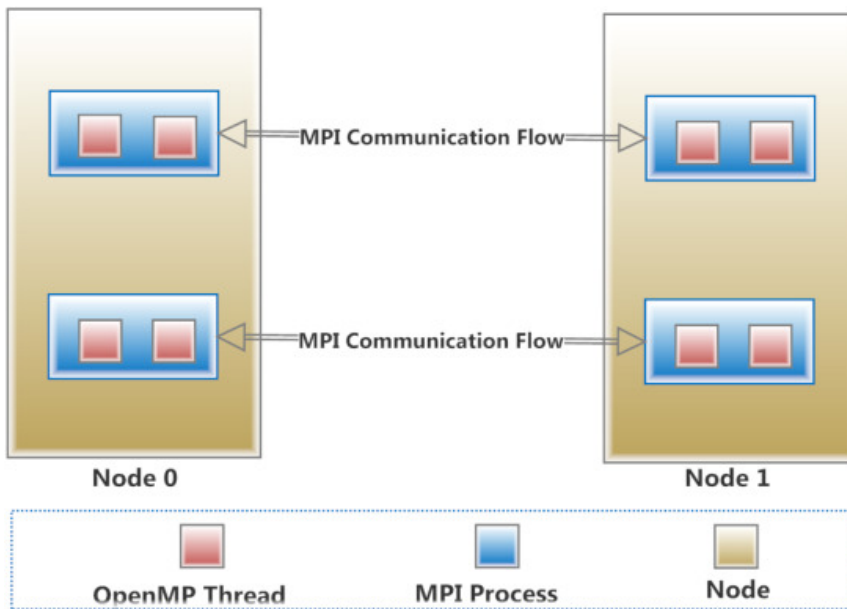 MPI Communication Flow
MPI Communication Flow
Node 0
Node 1
OpenMP Thread
MPI Process
Node